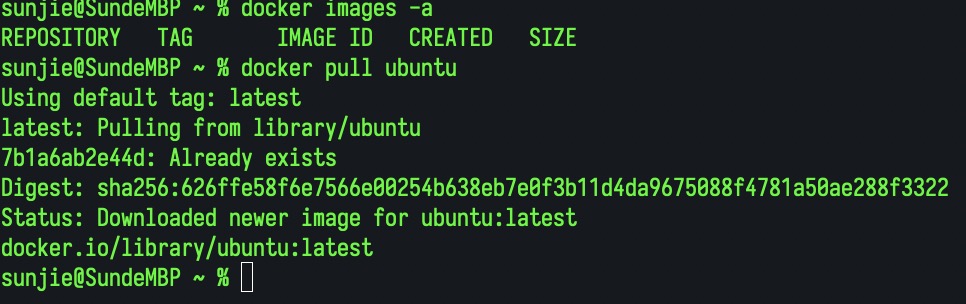 sunjie@SundeMBP ~ % docker images -a
REPOSITORY   TAG       IMAGE ID   CREATED   SIZE
sunjie@SundeMBP ~ % docker pull ubuntu
Using default tag: latest
latest: Pulling from library/ubuntu
7b1a6ab2e44d: Already exists
Digest: sha256:626ffe58f6e7566e00254b638eb7e0f3b11d4da9675088f4781a50ae288f3322
Status: Downloaded newer image for ubuntu:latest
docker.io/library/ubuntu:latest
sunjie@SundeMBP ~ %